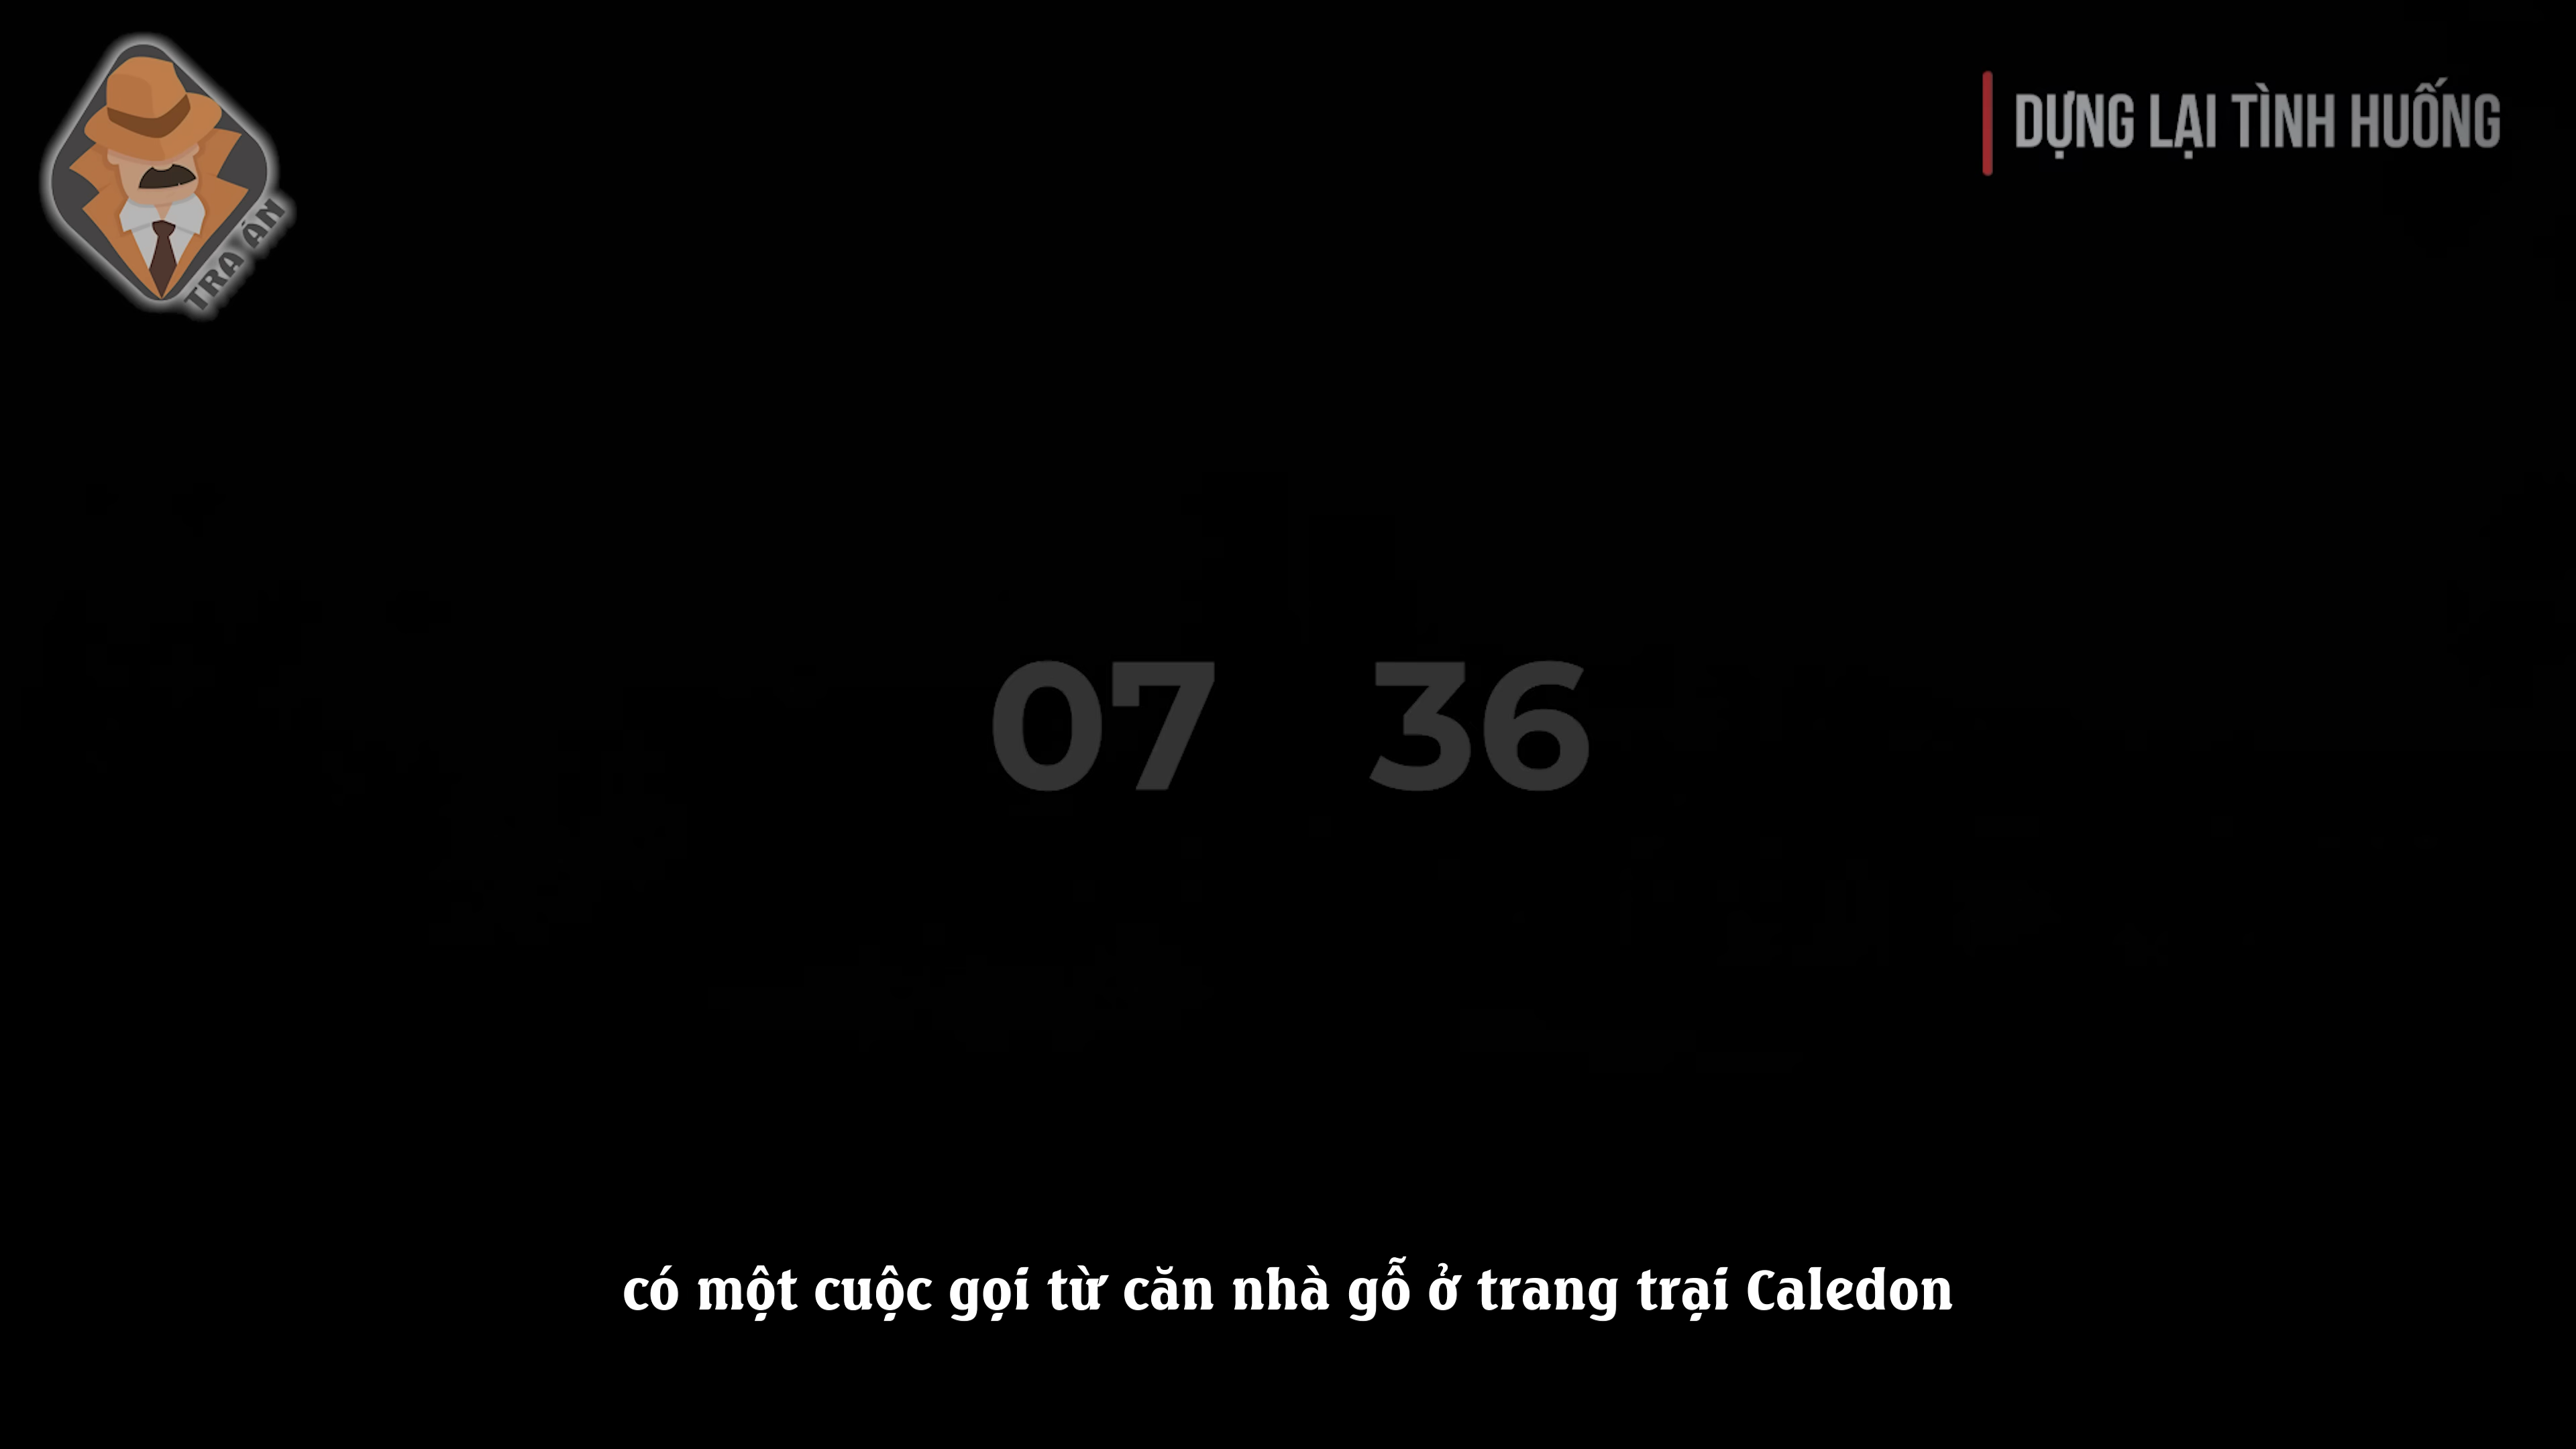 TRA ÁN
DỰNG LẠI TÌNH HUỐNG
07 36
có một cuộc gọi từ căn nhà gỗ ở trang trại Caledon